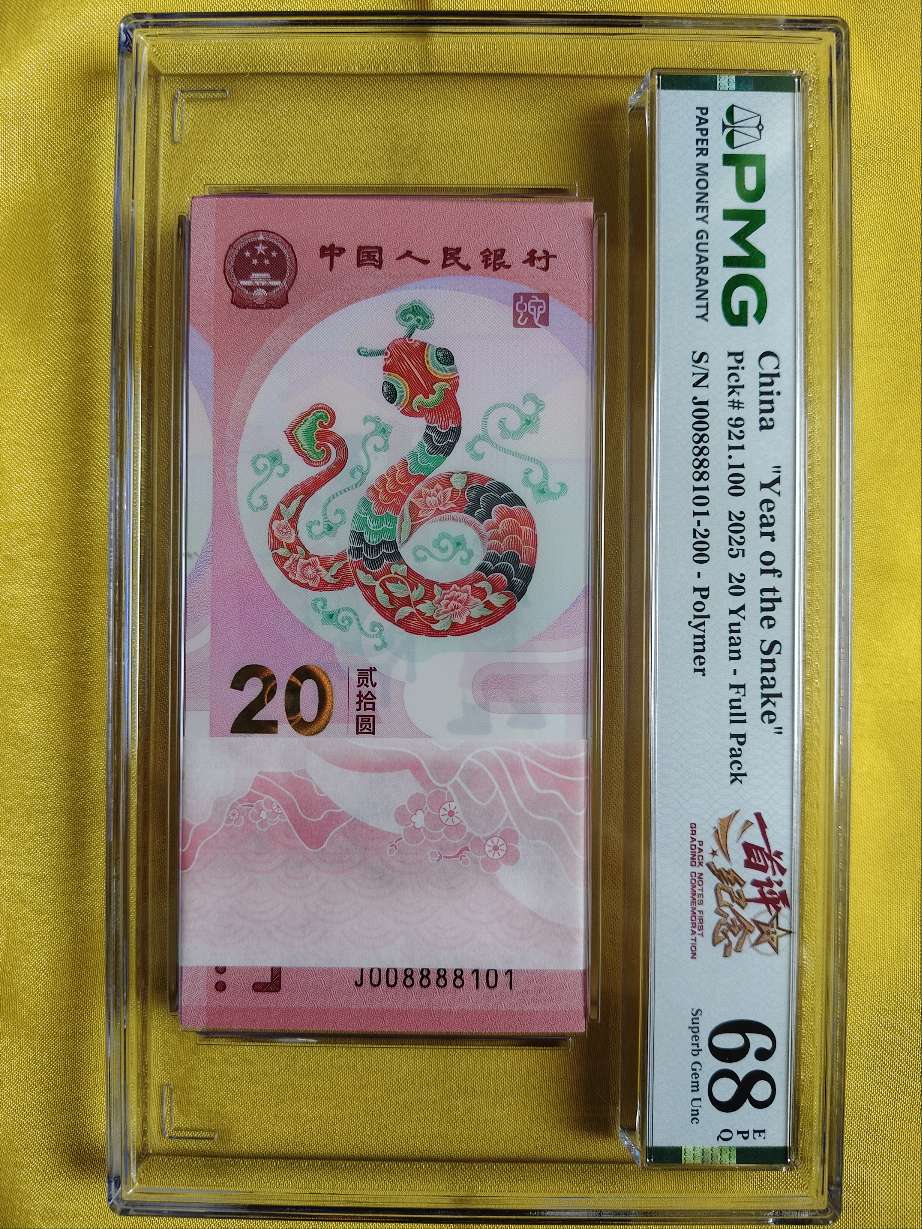 中国人民银行
蛇
20
贰拾圆
J008888101
PMG
PAPER MONEY GUARANTY
China "Year of the Snake"
Pick# 921.100 2025 20 Yuan - Full Pack
S/N J008888101-200 - Polymer
首评
纪念
PACK NOTES FIRST
GRADING COMMEMORATION
68 EPQ
Superb Gem Unc